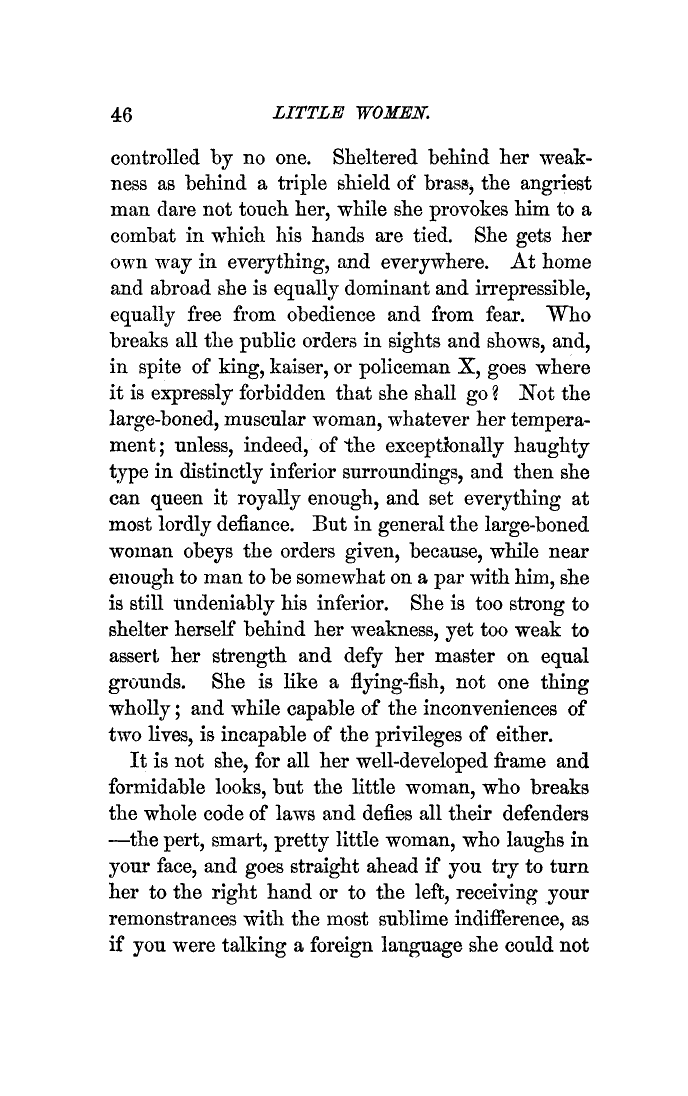 46 LITTLE WOMEN.
controlled by no one. Sheltered behind her weak-
ness as behind a triple shield of brass, the angriest
man dare not touch her, while she provokes him to a
combat in which his hands are tied. She gets her
own way in everything, and everywhere. At home
and abroad she is equally dominant and irrepressible,
equally free from obedience and from fear. Who
breaks all the public orders in sights and shows, and,
in spite of king, kaiser, or policeman X, goes where
it is expressly forbidden that she shall go? Not the
large-boned, muscular woman, whatever her tempera-
ment; unless, indeed, of the exceptionally haughty
type in distinctly inferior surroundings, and then she
can queen it royally enough, and set everything at
most lordly defiance. But in general the large-boned
woman obeys the orders given, because, while near
enough to man to be somewhat on a par with him, she
is still undeniably his inferior. She is too strong to
shelter herself behind her weakness, yet too weak to
assert her strength and defy her master on equal
grounds. She is like a flying-fish, not one thing
wholly; and while capable of the inconveniences of
two lives, is incapable of the privileges of either.
It is not she, for all her well-developed frame and
formidable looks, but the little woman, who breaks
the whole code of laws and defies all their defenders
—the pert, smart, pretty little woman, who laughs in
your face, and goes straight ahead if you try to turn
her to the right hand or to the left, receiving your
remonstrances with the most sublime indifference, as
if you were talking a foreign language she could not